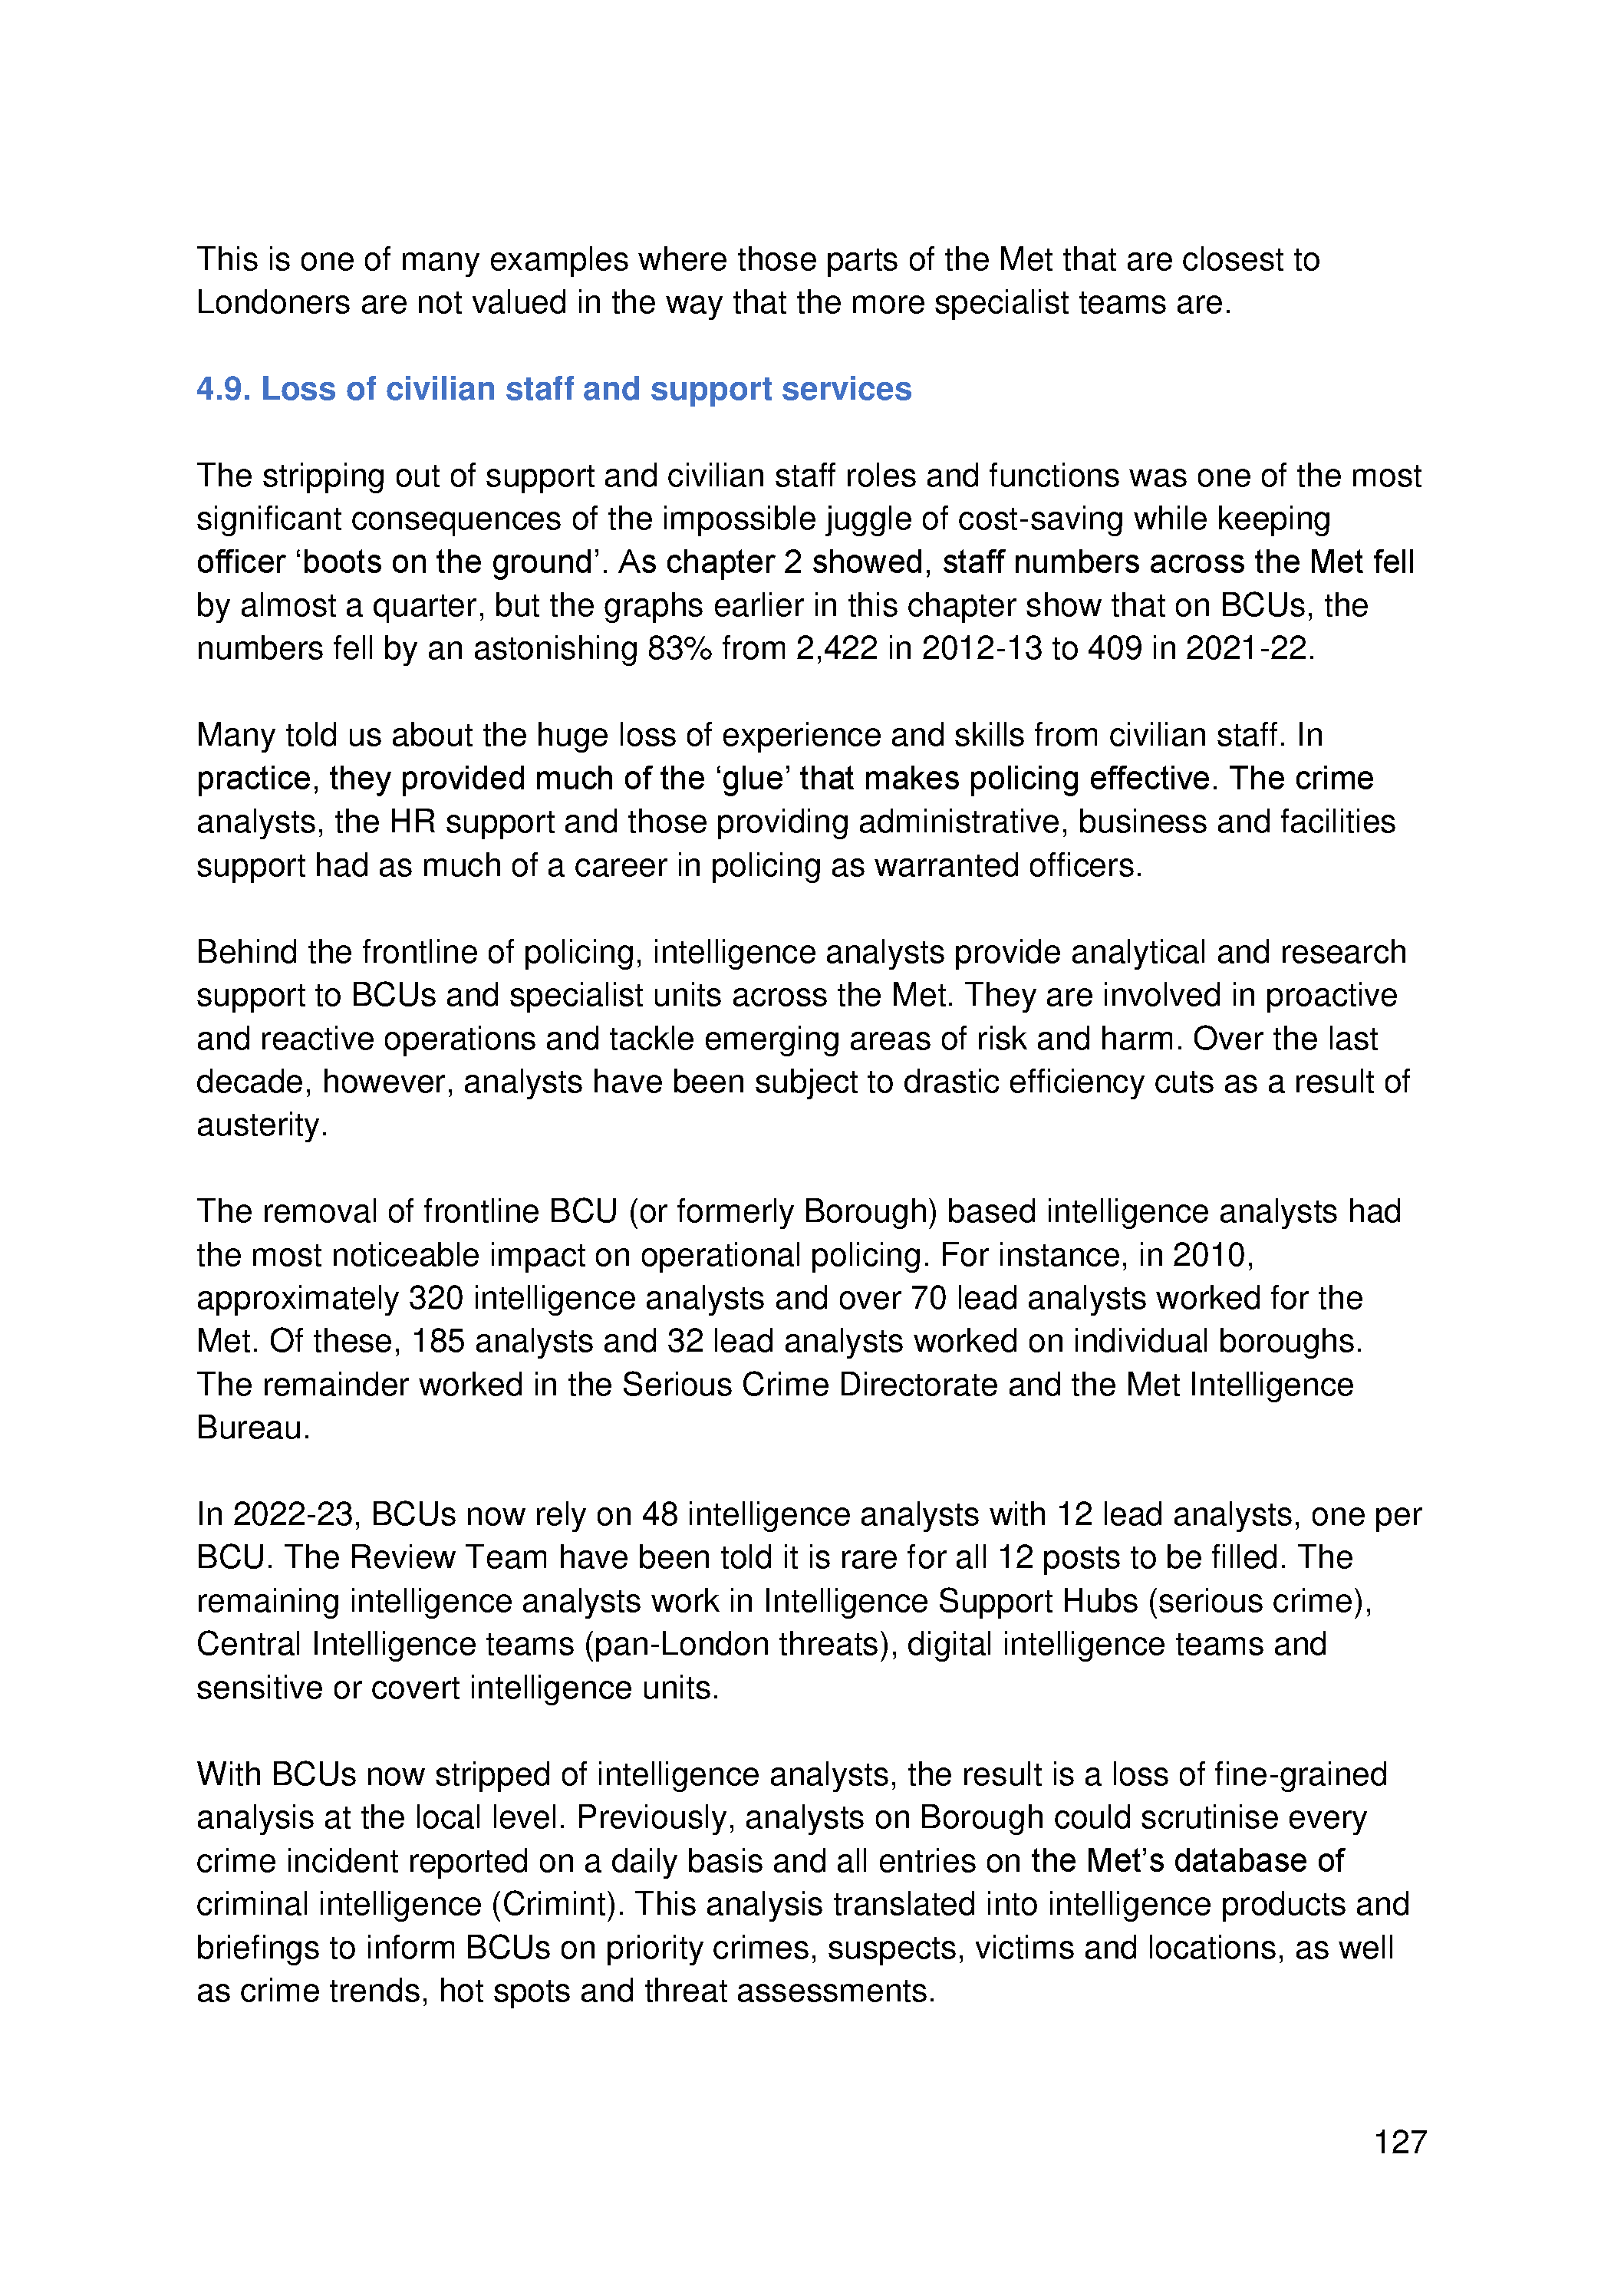 This is one of many examples where those parts of the Met that are closest to
Londoners are not valued in the way that the more specialist teams are.
4.9. Loss of civilian staff and support services
The stripping out of support and civilian staff roles and functions was one of the most
significant consequences of the impossible juggle of cost-saving while keeping
officer ‘boots on the ground’. As chapter 2 showed, staff numbers across the Met fell
by almost a quarter, but the graphs earlier in this chapter show that on BCUs, the
numbers fell by an astonishing 83% from 2,422 in 2012-13 to 409 in 2021-22.
Many told us about the huge loss of experience and skills from civilian staff. In
practice, they provided much of the ‘glue’ that makes policing effective. The crime
analysts, the HR support and those providing administrative, business and facilities
support had as much of a career in policing as warranted officers.
Behind the frontline of policing, intelligence analysts provide analytical and research
support to BCUs and specialist units across the Met. They are involved in proactive
and reactive operations and tackle emerging areas of risk and harm. Over the last
decade, however, analysts have been subject to drastic efficiency cuts as a result of
austerity.
The removal of frontline BCU (or formerly Borough) based intelligence analysts had
the most noticeable impact on operational policing. For instance, in 2010,
approximately 320 intelligence analysts and over 70 lead analysts worked for the
Met. Of these, 185 analysts and 32 lead analysts worked on individual boroughs.
The remainder worked in the Serious Crime Directorate and the Met Intelligence
Bureau.
In 2022-23, BCUs now rely on 48 intelligence analysts with 12 lead analysts, one per
BCU. The Review Team have been told it is rare for all 12 posts to be filled. The
remaining intelligence analysts work in Intelligence Support Hubs (serious crime),
Central Intelligence teams (pan-London threats), digital intelligence teams and
sensitive or covert intelligence units.
With BCUs now stripped of intelligence analysts, the result is a loss of fine-grained
analysis at the local level. Previously, analysts on Borough could scrutinise every
crime incident reported on a daily basis and all entries on the Met’s database of
criminal intelligence (Crimint). This analysis translated into intelligence products and
briefings to inform BCUs on priority crimes, suspects, victims and locations, as well
as crime trends, hot spots and threat assessments.
127